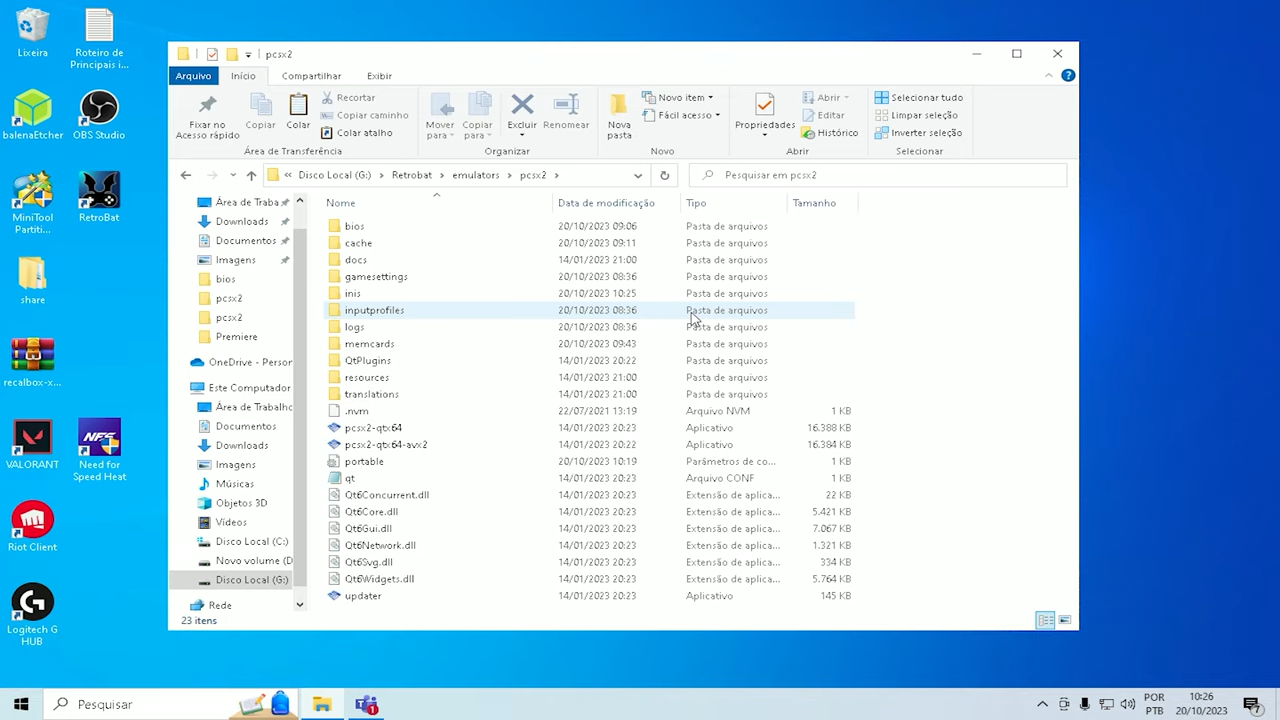 Lixeira
Roteiro de
Principais i...
balenaEtcher
OBS Studio
MiniTool
Partiti...
RetroBat
share
recalbox-x...
VALORANT
Need for
Speed Heat
Riot Client
Logitech G
HUB
pcsx2
Arquivo Início Compartilhar Exibir
Fixar no
Acesso rápido
Copiar
Colar
Recortar
Copiar caminho
Colar atalho
Área de Transferência
Mover
para
Copiar
para
Excluir
Renomear
Organizar
Nova
pasta
Novo item
Fácil acesso
Novo
Propriedades
Abrir
Editar
Histórico
Abrir
Selecionar tudo
Limpar seleção
Inverter seleção
Selecionar
« Disco Local (G:) > Retrobat > emulators > pcsx2 >
Pesquisar em pcsx2
Área de Traba
Downloads
Documentos
Imagens
bios
pcsx2
pcsx2
Premiere
OneDrive - Person
Este Computador
Área de Trabalho
Documentos
Downloads
Imagens
Músicas
Objetos 3D
Vídeos
Disco Local (C:)
Novo volume (D
Disco Local (G:)
Rede
Nome Data de modificação Tipo Tamanho
bios 20/10/2023 09:06 Pasta de arquivos
cache 20/10/2023 09:11 Pasta de arquivos
docs 14/01/2023 21:00 Pasta de arquivos
gamesettings 20/10/2023 08:36 Pasta de arquivos
inis 20/10/2023 10:25 Pasta de arquivos
inputprofiles 20/10/2023 08:36 Pasta de arquivos
logs 20/10/2023 08:36 Pasta de arquivos
memcards 20/10/2023 09:43 Pasta de arquivos
QtPlugins 14/01/2023 20:22 Pasta de arquivos
resources 14/01/2023 21:00 Pasta de arquivos
translations 14/01/2023 21:00 Pasta de arquivos
.nvm 22/07/2021 13:19 Arquivo NVM 1 KB
pcsx2-qtx64 14/01/2023 20:23 Aplicativo 16.388 KB
pcsx2-qtx64-avx2 14/01/2023 20:22 Aplicativo 16.384 KB
portable 20/10/2023 10:19 Parâmetros de co... 1 KB
qt 14/01/2023 20:23 Arquivo CONF 1 KB
Qt6Concurrent.dll 14/01/2023 20:23 Extensão de aplica... 22 KB
Qt6Core.dll 14/01/2023 20:23 Extensão de aplica... 5.421 KB
Qt6Gui.dll 14/01/2023 20:23 Extensão de aplica... 7.067 KB
Qt6Network.dll 14/01/2023 20:23 Extensão de aplica... 1.321 KB
Qt6Svg.dll 14/01/2023 20:23 Extensão de aplica... 334 KB
Qt6Widgets.dll 14/01/2023 20:23 Extensão de aplica... 5.764 KB
updater 14/01/2023 20:23 Aplicativo 145 KB
23 itens
Pesquisar
POR
PTB
10:26
20/10/2023
7